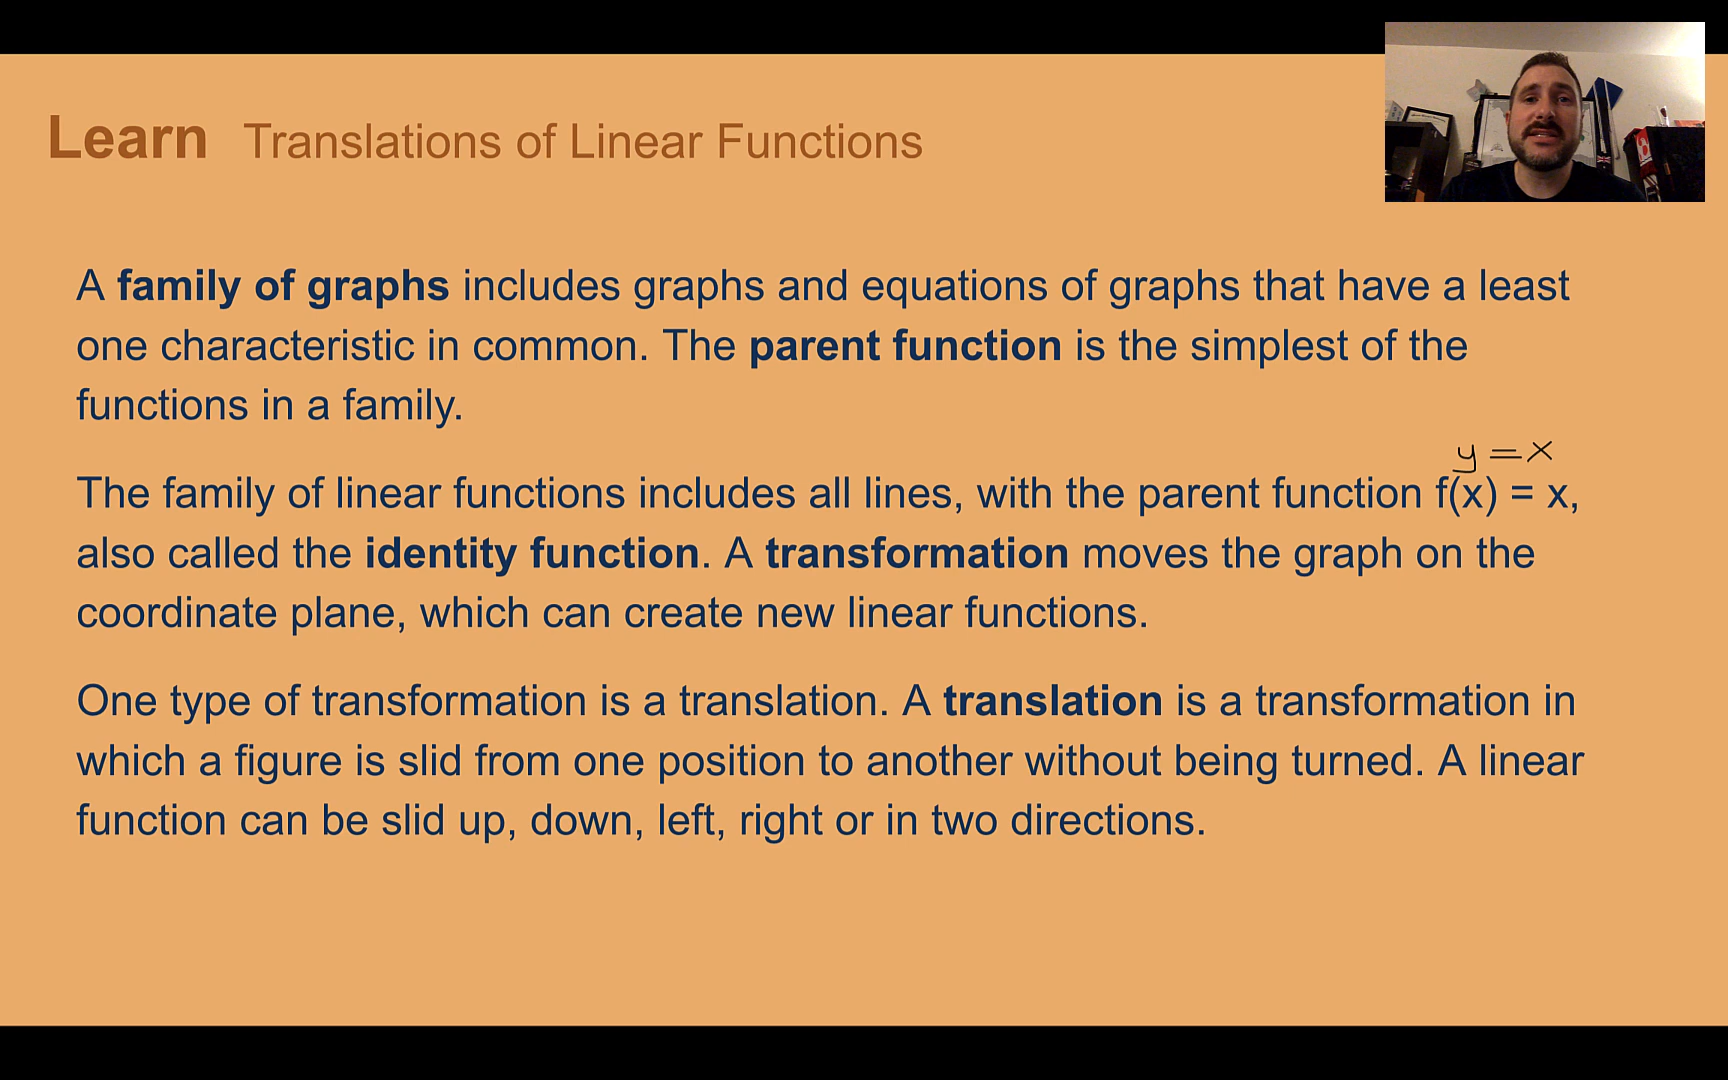 Learn Translations of Linear Functions
A family of graphs includes graphs and equations of graphs that have a least
one characteristic in common. The parent function is the simplest of the
functions in a family.
y = x
The family of linear functions includes all lines, with the parent function f(x) = x,
also called the identity function. A transformation moves the graph on the
coordinate plane, which can create new linear functions.
One type of transformation is a translation. A translation is a transformation in
which a figure is slid from one position to another without being turned. A linear
function can be slid up, down, left, right or in two directions.